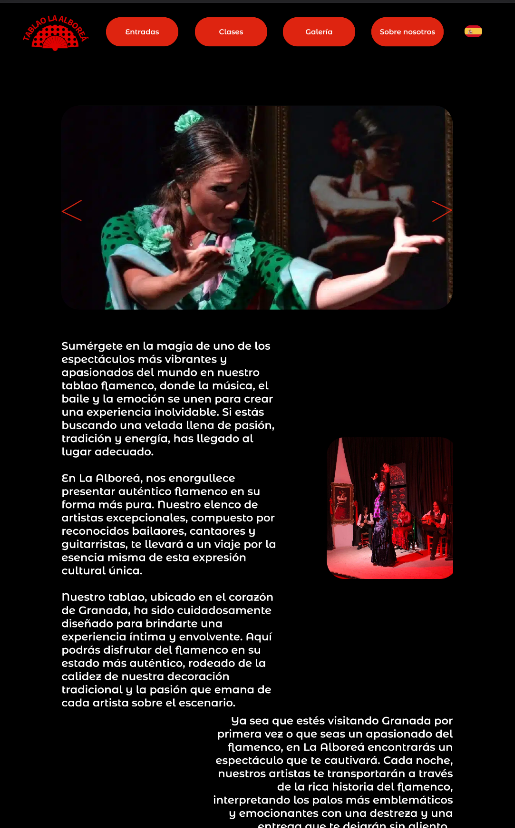 TABLAO LA ALBOREÁ
Entradas
Clases
Galería
Sobre nosotros
Sumérgete en la magia de uno de los
espectáculos más vibrantes y
apasionados del mundo en nuestro
tablao flamenco, donde la música, el
baile y la emoción se unen para crear
una experiencia inolvidable. Si estás
buscando una velada llena de pasión,
tradición y energía, has llegado al
lugar adecuado.
En La Alboreá, nos enorgullece
presentar auténtico flamenco en su
forma más pura. Nuestro elenco de
artistas excepcionales, compuesto por
reconocidos bailaores, cantaores y
guitarristas, te llevará a un viaje por la
esencia misma de esta expresión
cultural única.
Nuestro tablao, ubicado en el corazón
de Granada, ha sido cuidadosamente
diseñado para brindarte una
experiencia íntima y envolvente. Aquí
podrás disfrutar del flamenco en su
estado más auténtico, rodeado de la
calidez de nuestra decoración
tradicional y la pasión que emana de
cada artista sobre el escenario.
Ya sea que estés visitando Granada por
primera vez o que seas un apasionado del
flamenco, en La Alboreá encontrarás un
espectáculo que te cautivará. Cada noche,
nuestros artistas te transportarán a través
de la rica historia del flamenco,
interpretando los palos más emblemáticos
y emocionantes con una destreza y una
entrega que te dejarán sin aliento.